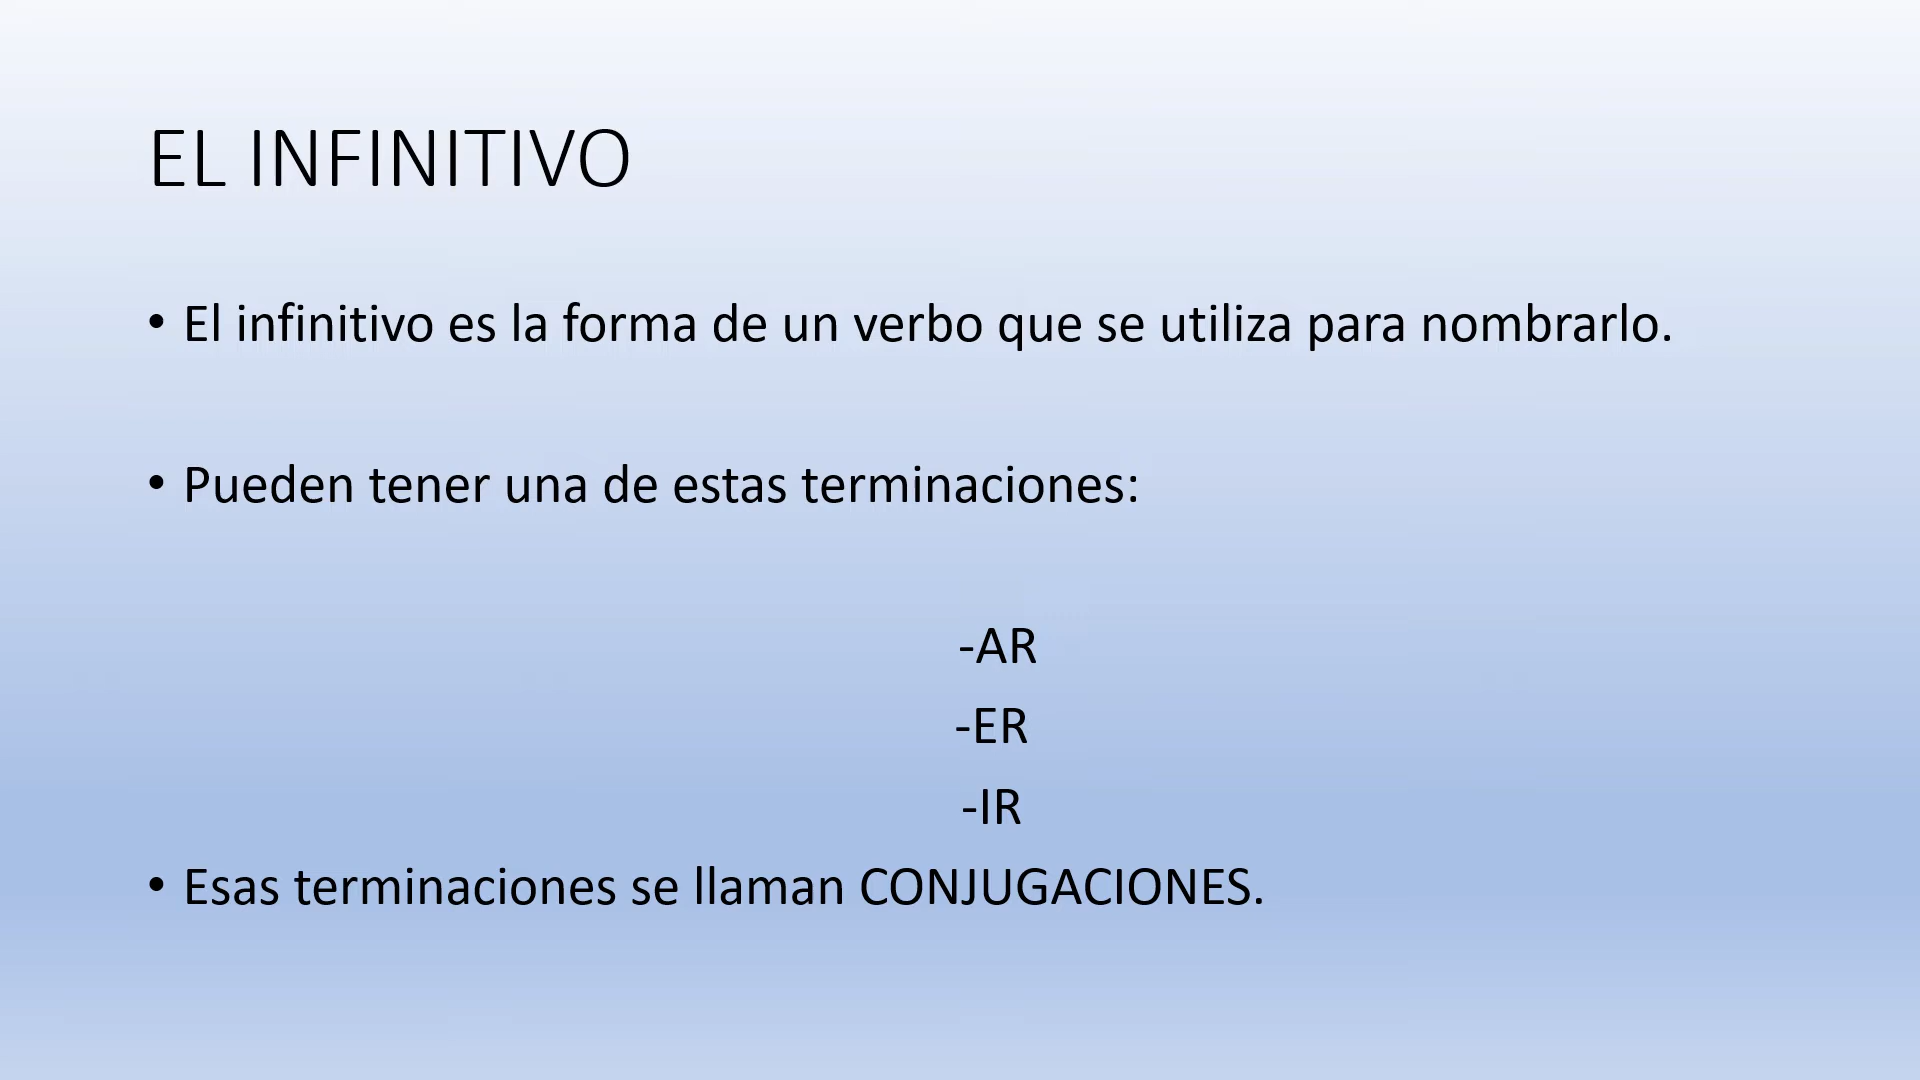 EL INFINITIVO
• El infinitivo es la forma de un verbo que se utiliza para nombrarlo.
• Pueden tener una de estas terminaciones:
-AR
-ER
-IR
• Esas terminaciones se llaman CONJUGACIONES.